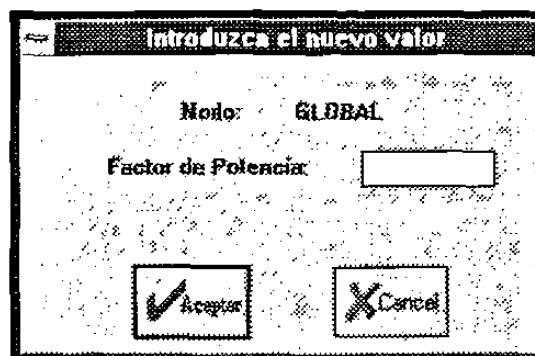 Introduzca el nuevo valor
Nodo: GLOBAL
Factor de Potencia:
Aceptar Cancel